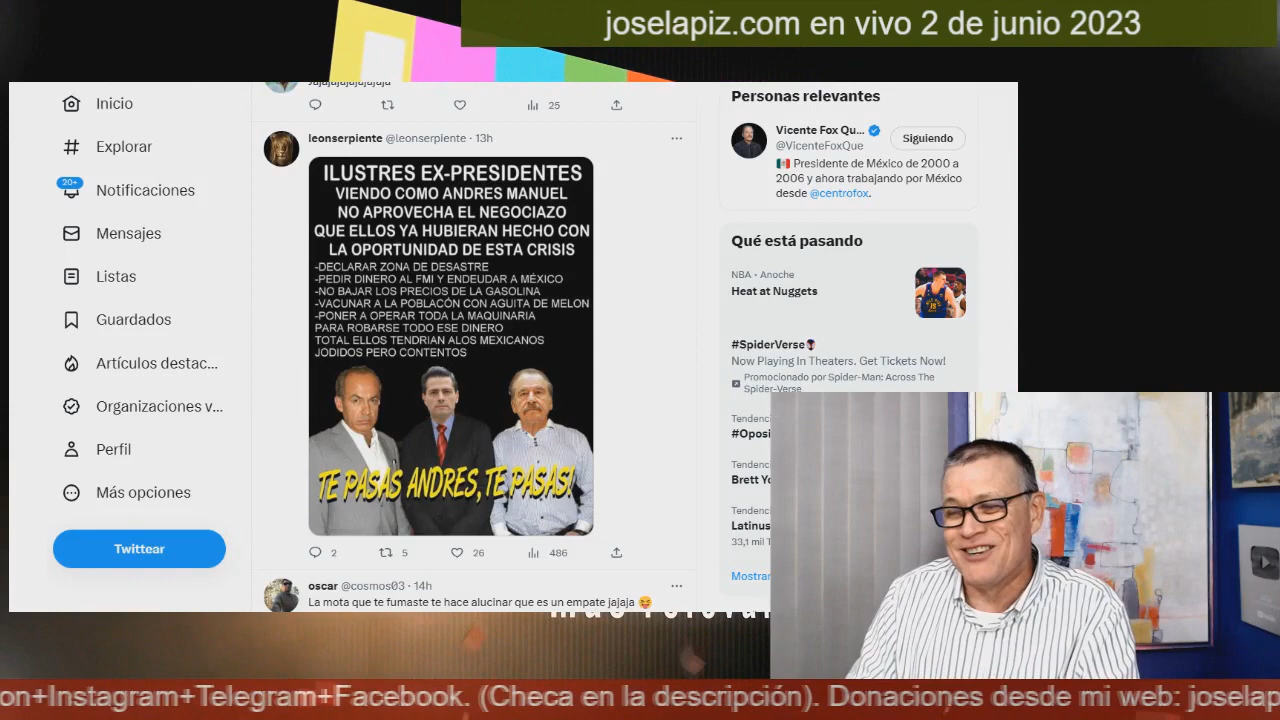 joselapiz.com en vivo 2 de junio 2023
Inicio
Explorar
20+
Notificaciones
Mensajes
Listas
Guardados
Artículos destac...
Organizaciones v...
Perfil
Más opciones
Twittear
25
leonserpiente @leonserpiente · 13h
ILUSTRES EX-PRESIDENTES
VIENDO COMO ANDRES MANUEL
NO APROVECHA EL NEGOCIAZO
QUE ELLOS YA HUBIERAN HECHO CON
LA OPORTUNIDAD DE ESTA CRISIS
-DECLARAR ZONA DE DESASTRE
-PEDIR DINERO AL FMI Y ENDEUDAR A MÉXICO
-NO BAJAR LOS PRECIOS DE LA GASOLINA
-VACUNAR A LA POBLACÓN CON AGUITA DE MELON
-PONER A OPERAR TODA LA MAQUINARIA
PARA ROBARSE TODO ESE DINERO
TOTAL ELLOS TENDRIAN ALOS MEXICANOS
JODIDOS PERO CONTENTOS
TE PASAS ANDRES, TE PASAS!
2 5 26 486
oscar @cosmos03 · 14h
La mota que te fumaste te hace alucinar que es un empate jajaja
Personas relevantes
Vicente Fox Qu...
@VicenteFoxQue
Siguiendo
Presidente de México de 2000 a
2006 y ahora trabajando por México
desde @centrofox.
Qué está pasando
NBA · Anoche
Heat at Nuggets
#SpiderVerse
Now Playing In Theaters. Get Tickets Now!
Promocionado por Spider-Man: Across The
Spider-Verse
Tendenc
#Oposi
Tendenc
Brett Yo
Tendenc
Latinus
33,1 mil T
Mostrar
on+Instagram+Telegram+Facebook. (Checa en la descripción). Donaciones desde mi web: joselap